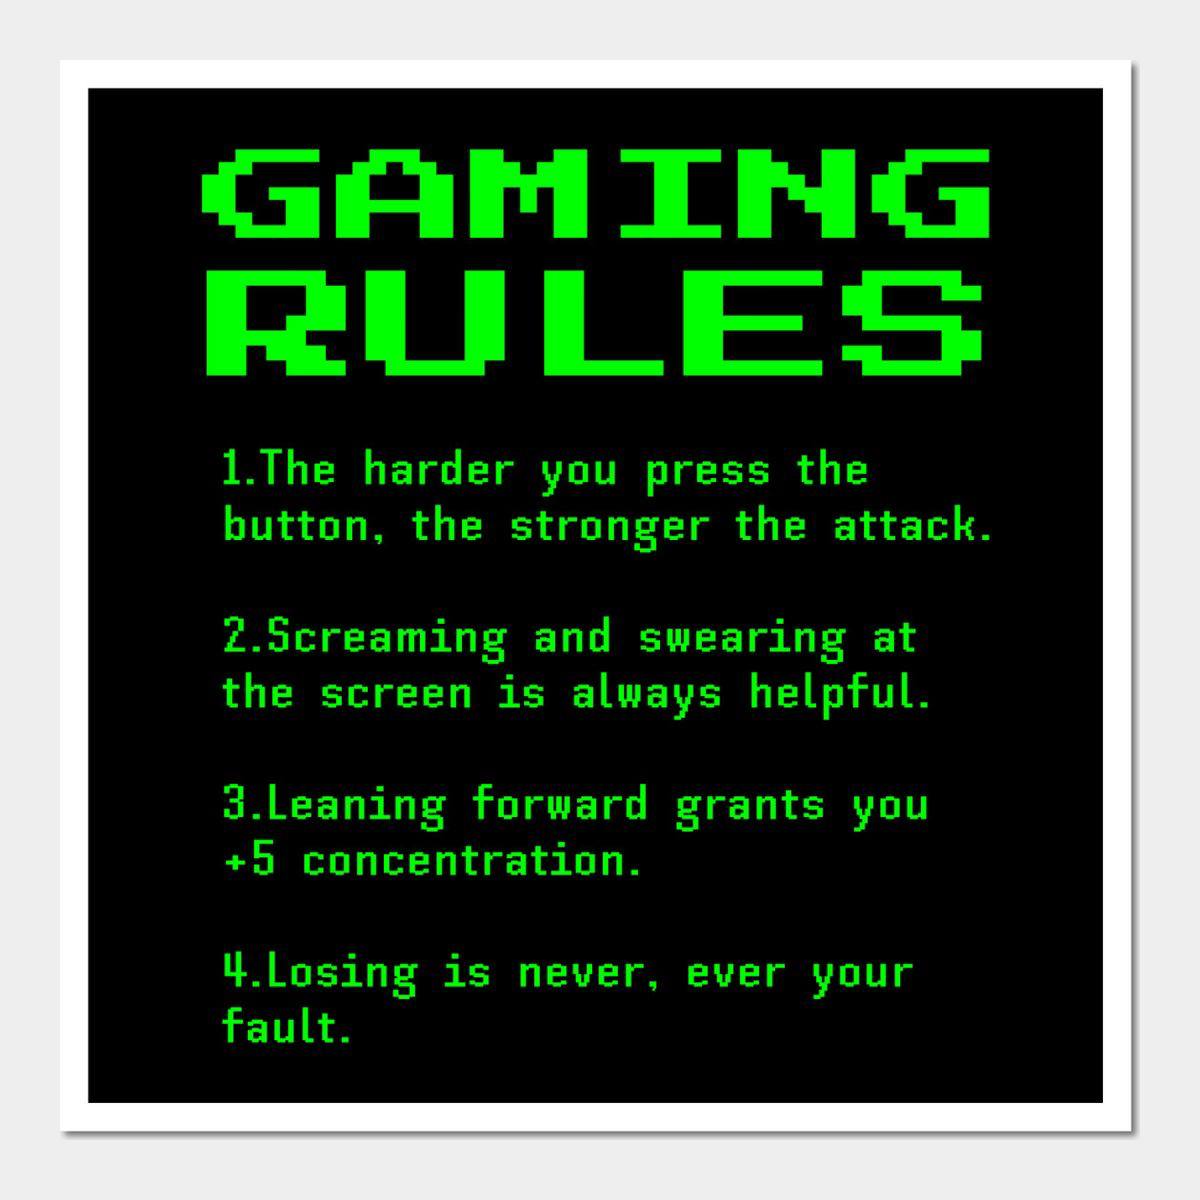 GAMING
RULES
1.The harder you press the
button, the stronger the attack.
2.Screaming and swearing at
the screen is always helpful.
3.Leaning forward grants you
+5 concentration.
4.Losing is never, ever your
fault.